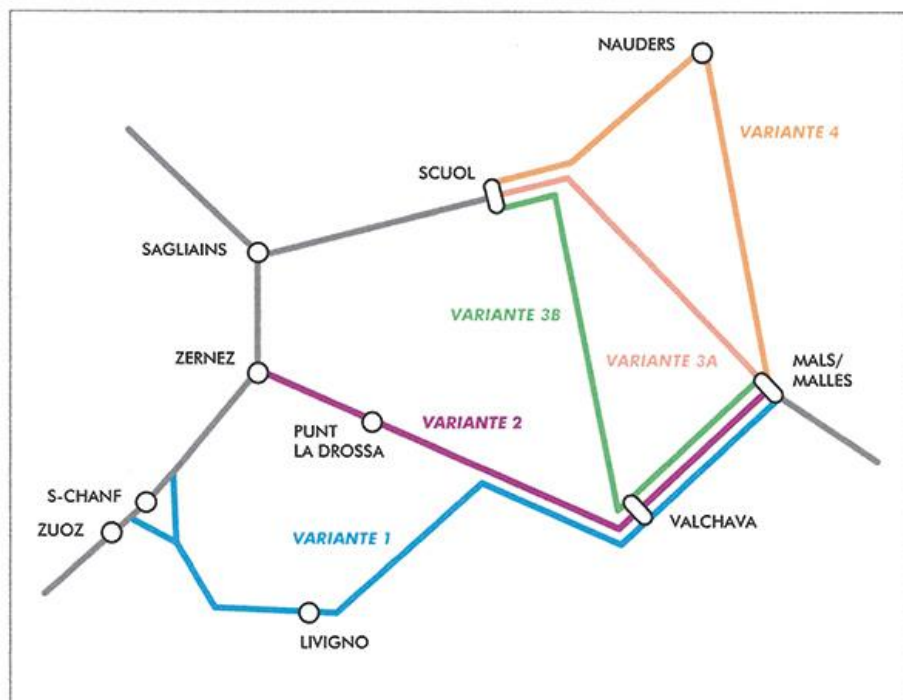 NAUDERS
VARIANTE 4
SCUOL
SAGLIAINS
VARIANTE 3B
ZERNEZ
VARIANTE 3A
MALS/
MALLES
PUNT
LA DROSSA
VARIANTE 2
S-CHANF
ZUOZ
VALCHAVA
VARIANTE 1
LIVIGNO